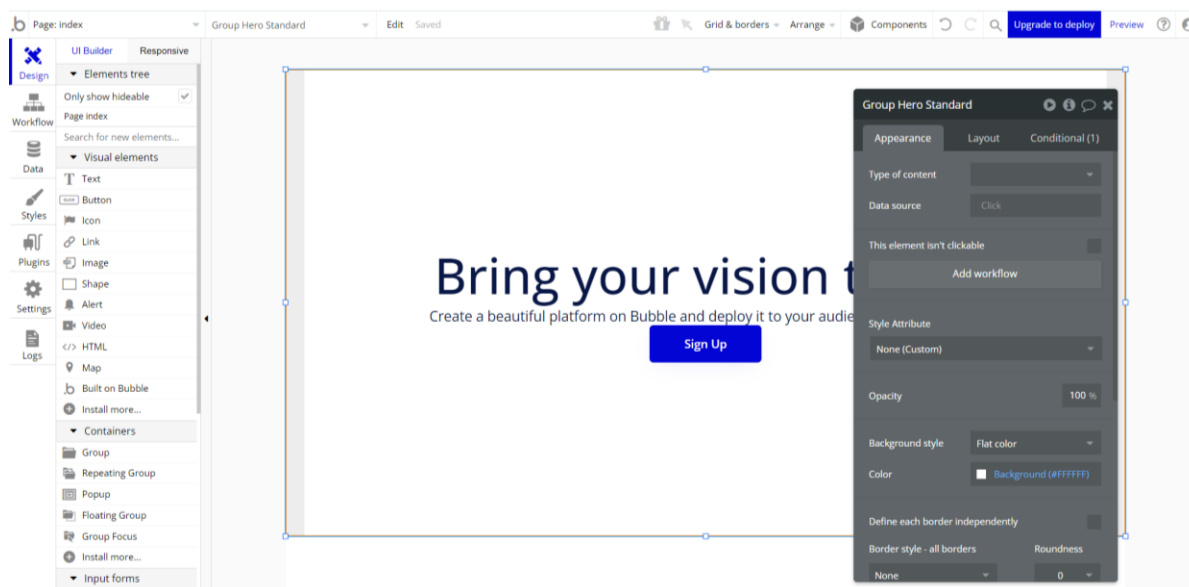 Page: index
Group Hero Standard
Edit Saved
Grid & borders
Arrange
Components
Upgrade to deploy
Preview
Design
Workflow
Data
Styles
Plugins
Settings
Logs
UI Builder
Responsive
Elements tree
Only show hideable
Page index
Search for new elements...
Visual elements
Text
Button
Icon
Link
Image
Shape
Alert
Video
</> HTML
Map
Built on Bubble
Install more...
Containers
Group
Repeating Group
Popup
Floating Group
Group Focus
Install more...
Input forms
Bring your vision t
Create a beautiful platform on Bubble and deploy it to your audie
Sign Up
Group Hero Standard
Appearance
Layout
Conditional (1)
Type of content
Data source Click
This element isn't clickable
Add workflow
Style Attribute
None (Custom)
Opacity 100 %
Background style Flat color
Color Background (#FFFFFF)
Define each border independently
Border style - all borders Roundness
None 0